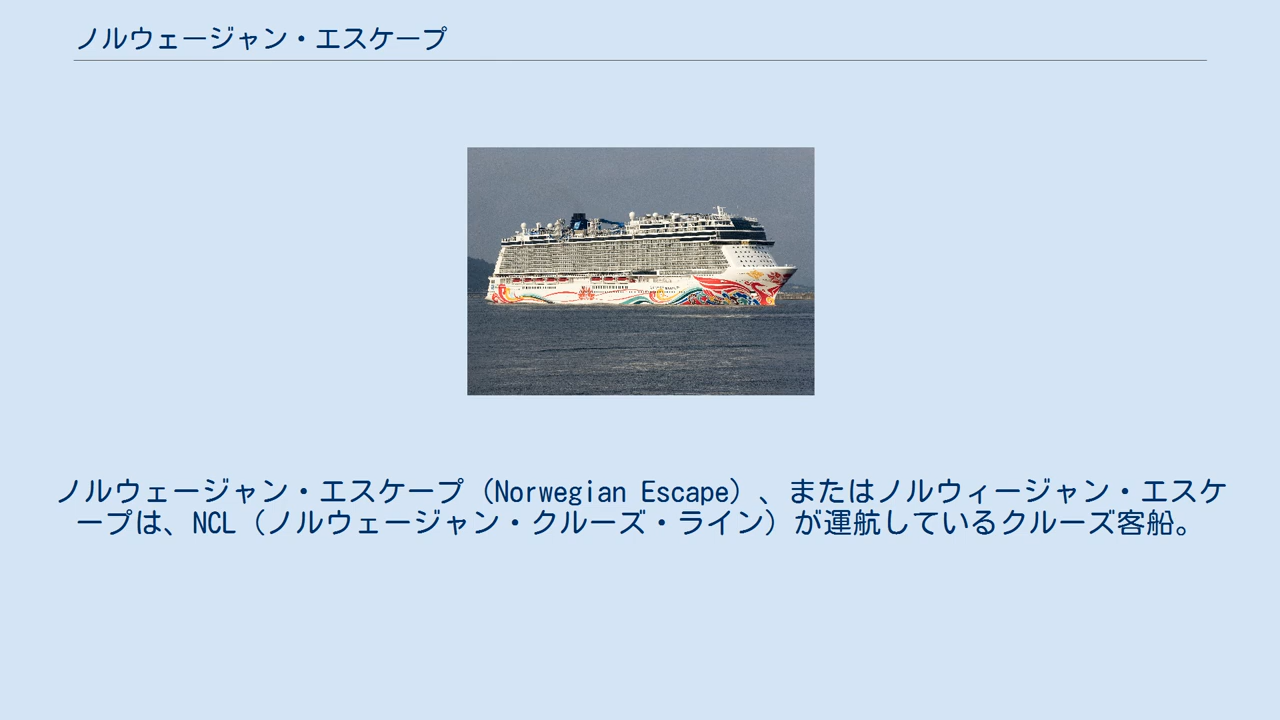 ノルウェージャン・エスケープ
ノルウェージャン・エスケープ（Norwegian Escape）、またはノルウィージャン・エスケ
ープは、NCL（ノルウェージャン・クルーズ・ライン）が運航しているクルーズ客船。